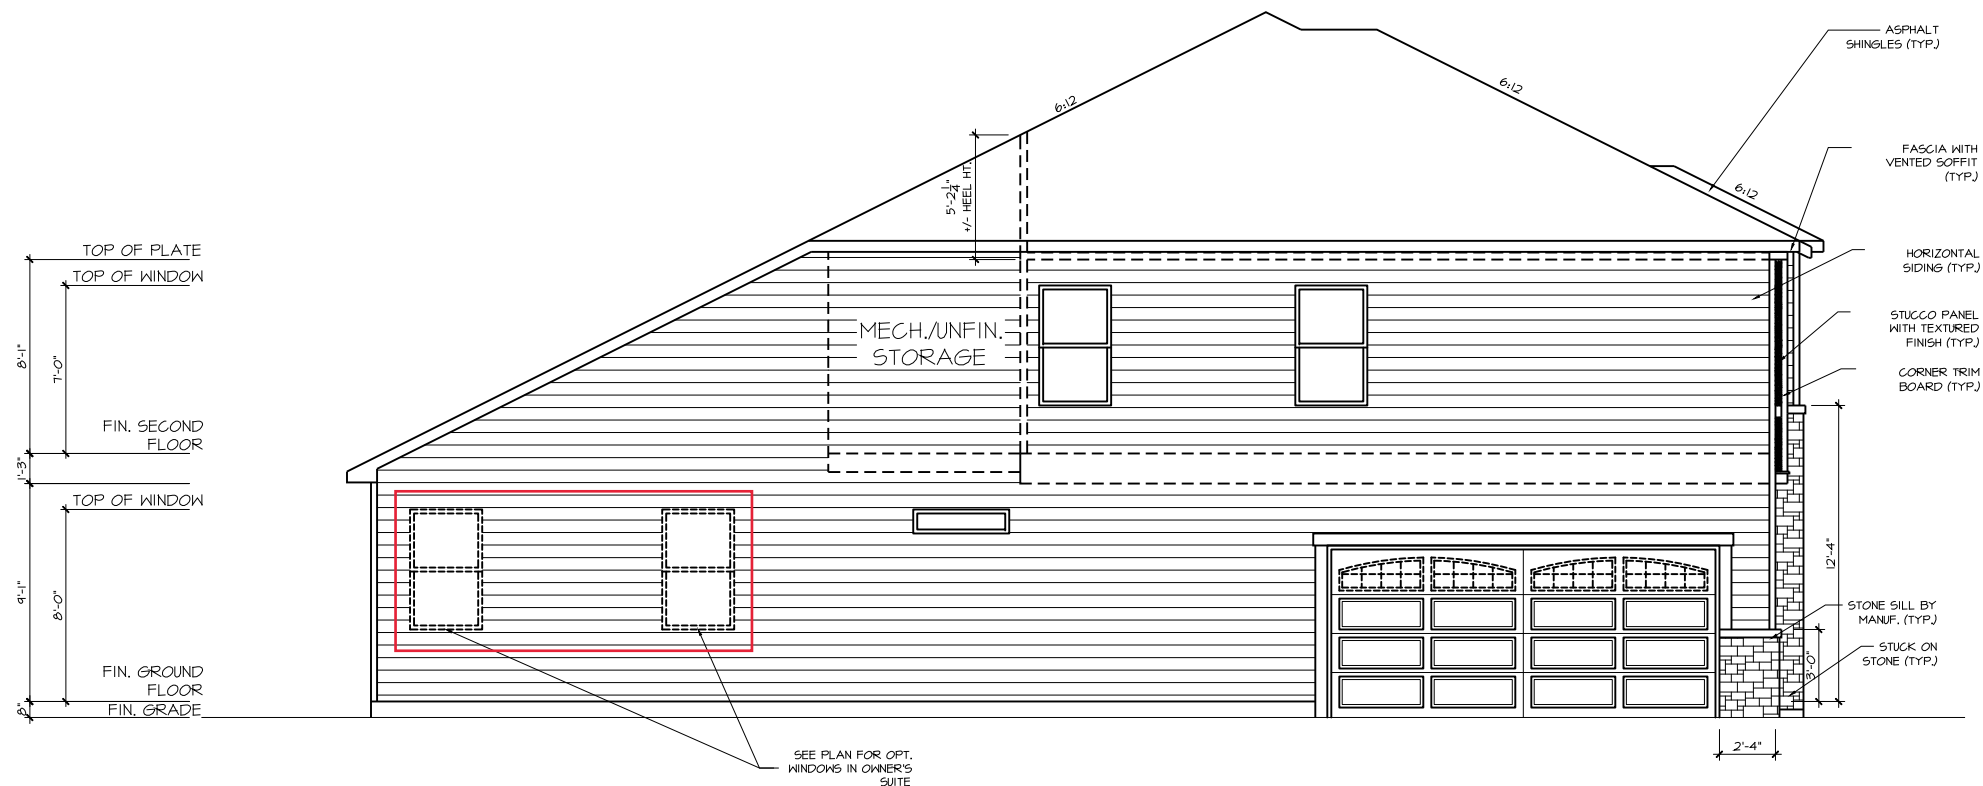 ASPHALT
SHINGLES (TYP.)
6:12
6:12
FASCIA WITH
VENTED SOFFIT
(TYP.)
6:12
5'-2 1/4"
+/- HEEL HT.
TOP OF PLATE
TOP OF WINDOW
HORIZONTAL
SIDING (TYP.)
STUCCO PANEL
WITH TEXTURED
FINISH (TYP.)
MECH./UNFIN.
STORAGE
8'-1"
7'-0"
CORNER TRIM
BOARD (TYP.)
FIN. SECOND
FLOOR
1'-3"
TOP OF WINDOW
12'-4"
9'-1"
8'-0"
STONE SILL BY
MANUF. (TYP.)
STUCK ON
STONE (TYP.)
3'-0"
FIN. GROUND
FLOOR
8"
FIN. GRADE
2'-4"
SEE PLAN FOR OPT.
WINDOWS IN OWNER'S
SUITE